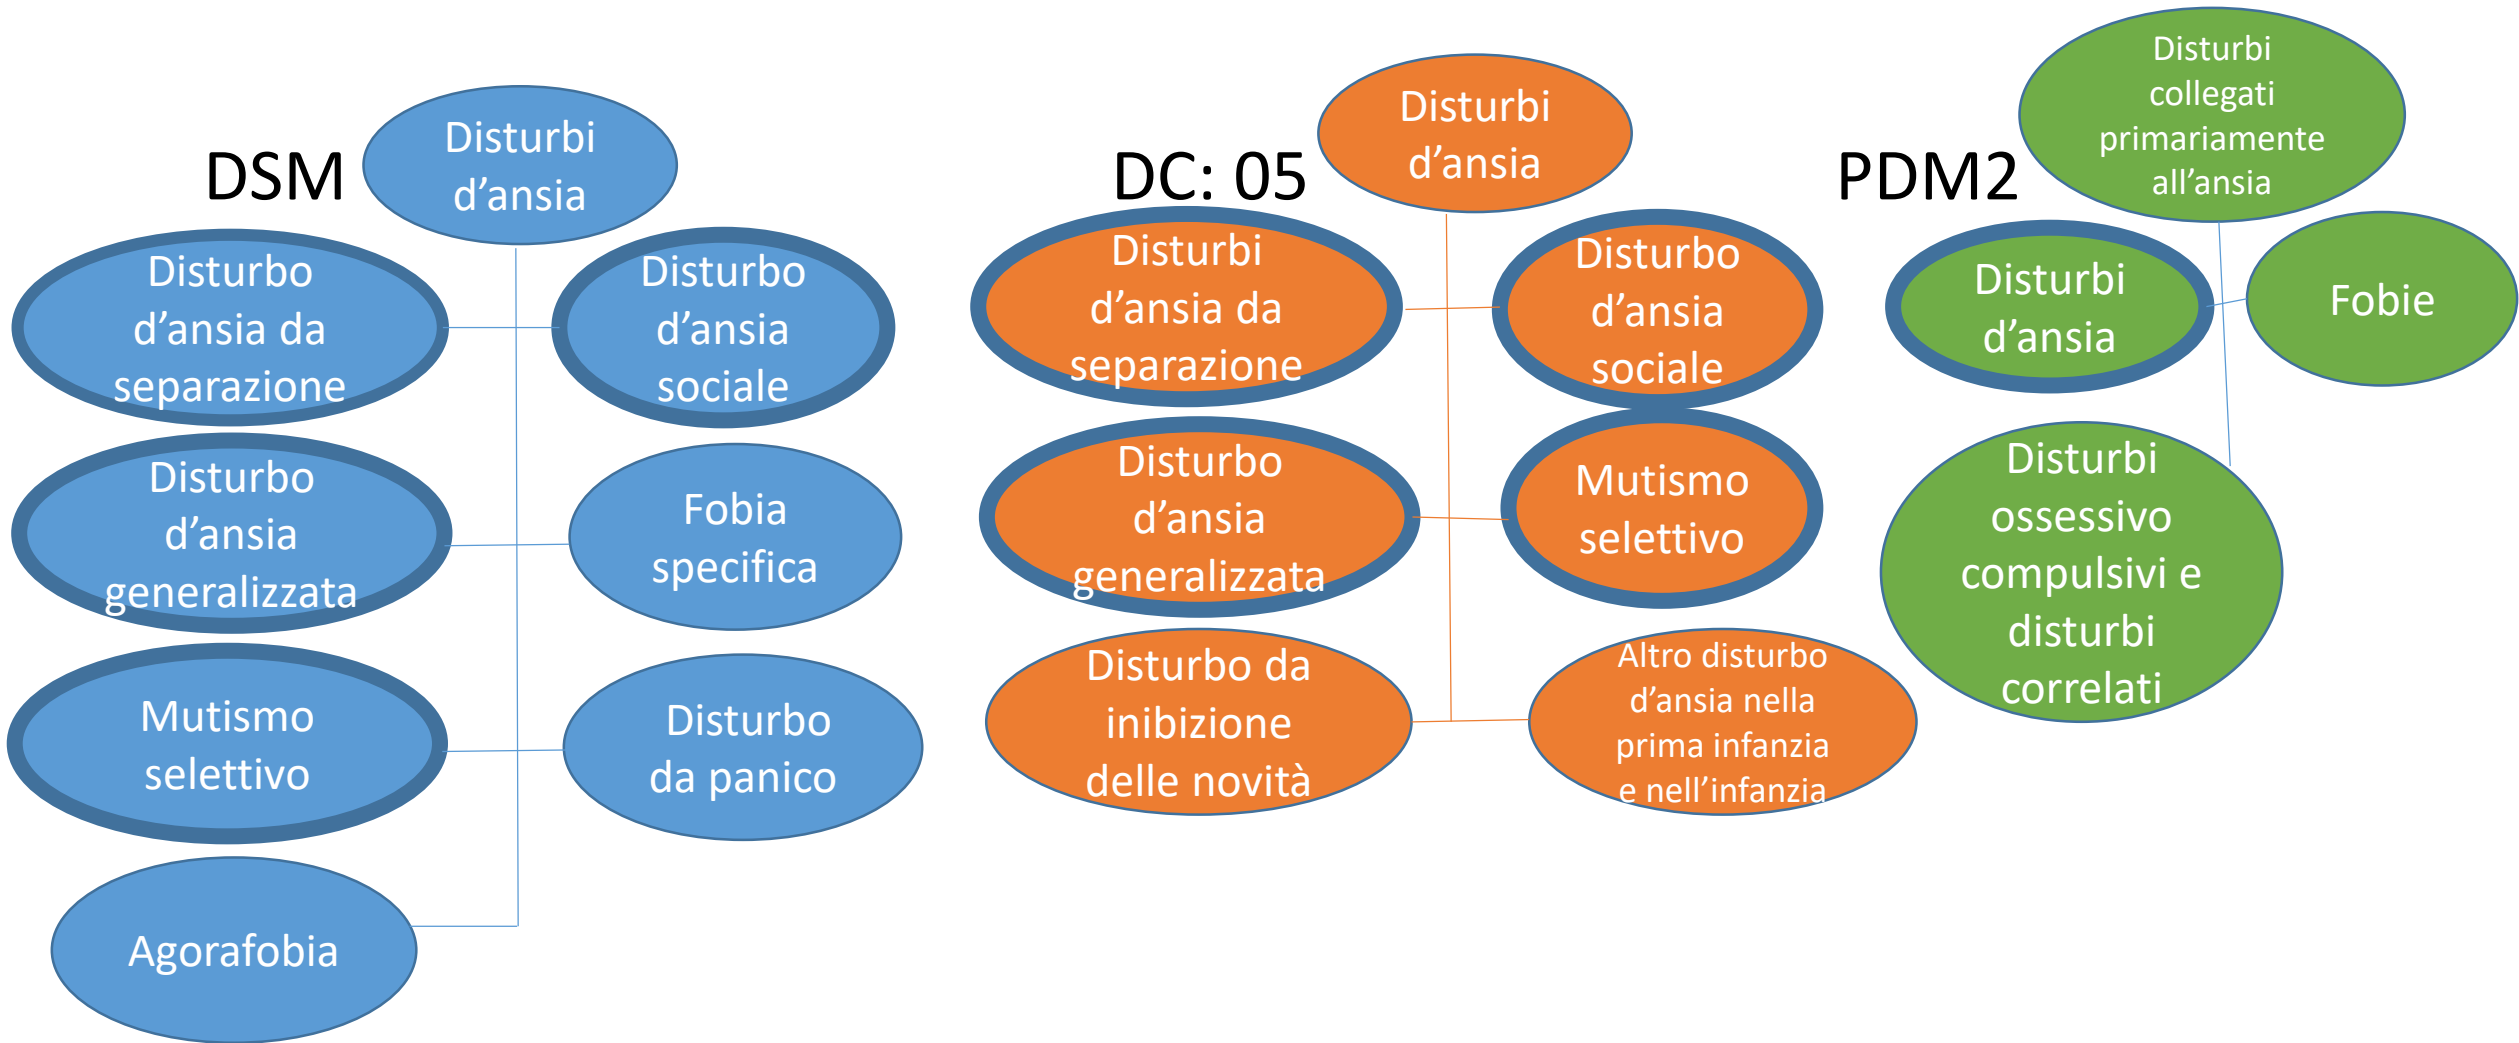 DSM
Disturbi
d’ansia
Disturbo
d’ansia da
separazione
Disturbo
d’ansia
sociale
Disturbo
d’ansia
generalizzata
Fobia
specifica
Mutismo
selettivo
Disturbo
da panico
Agorafobia
DC: 05
Disturbi
d’ansia
Disturbi
d’ansia da
separazione
Disturbo
d’ansia
sociale
Disturbo
d’ansia
generalizzata
Mutismo
selettivo
Disturbo da
inibizione
delle novità
Altro disturbo
d’ansia nella
prima infanzia
e nell’infanzia
PDM2
Disturbi
collegati
primariamente
all’ansia
Disturbi
d’ansia
Fobie
Disturbi
ossessivo
compulsivi e
disturbi
correlati